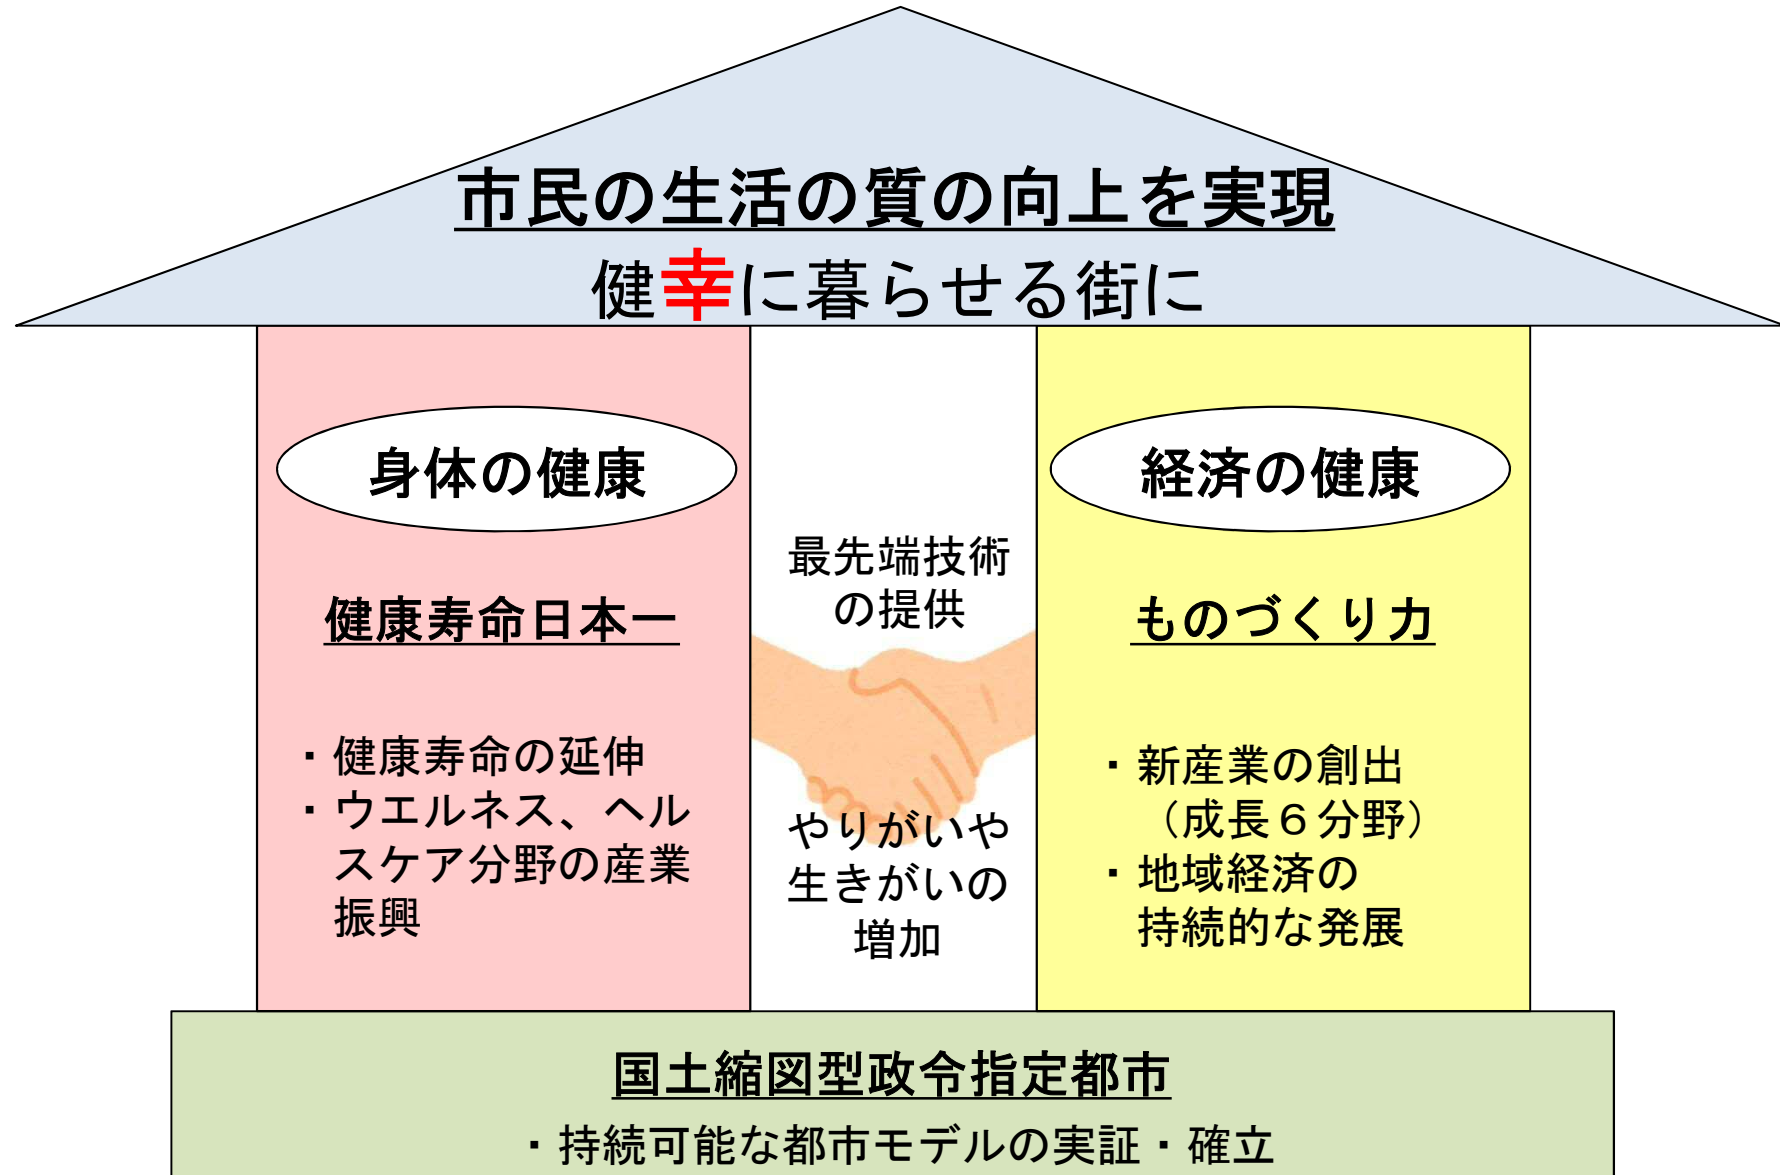 市民の生活の質の向上を実現
健幸に暮らせる街に
身体の健康
健康寿命日本一
・健康寿命の延伸
・ウエルネス、ヘル
スケア分野の産業
振興
最先端技術
の提供
やりがいや
生きがいの
増加
経済の健康
ものづくり力
・新産業の創出
（成長６分野）
・地域経済の
持続的な発展
国土縮図型政令指定都市
・持続可能な都市モデルの実証・確立